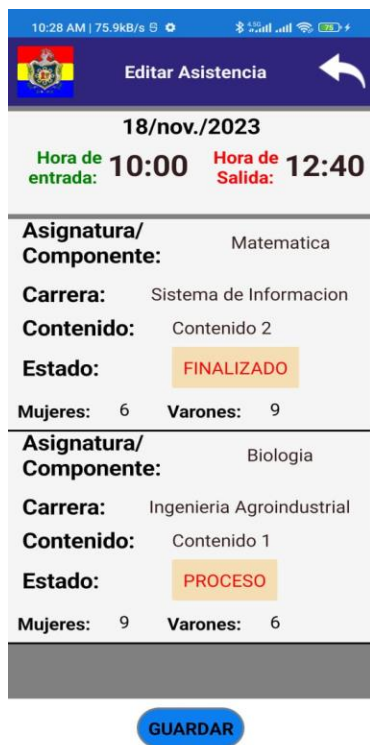 10:28 AM | 75.9kB/s
75
Editar Asistencia
18/nov./2023
Hora de entrada: 10:00 Hora de Salida: 12:40
Asignatura/
Componente: Matematica
Carrera: Sistema de Informacion
Contenido: Contenido 2
Estado: FINALIZADO
Mujeres: 6 Varones: 9
Asignatura/
Componente: Biologia
Carrera: Ingenieria Agroindustrial
Contenido: Contenido 1
Estado: PROCESO
Mujeres: 9 Varones: 6
GUARDAR